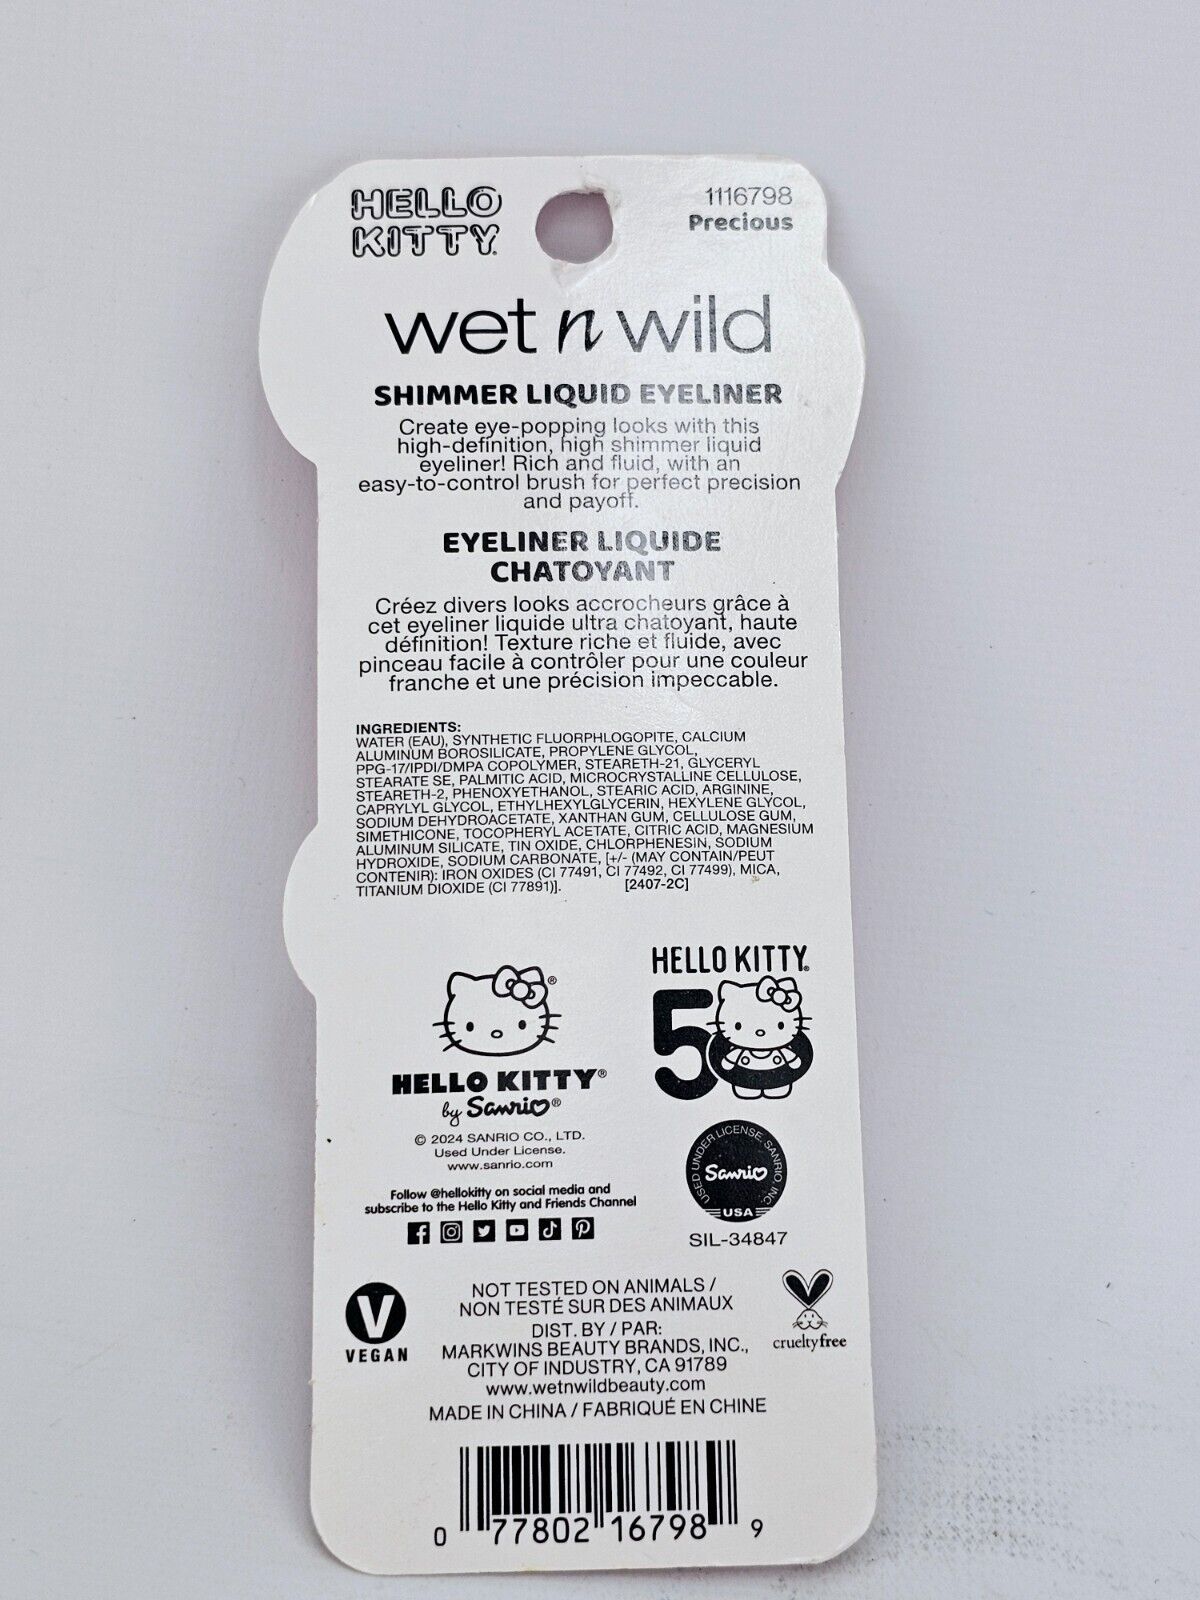 HELLO
KITTY
1116798
Precious
wet n wild
SHIMMER LIQUID EYELINER
Create eye-popping looks with this
high-definition, high shimmer liquid
eyeliner! Rich and fluid, with an
easy-to-control brush for perfect precision
and payoff.
EYELINER LIQUIDE
CHATOYANT
Créez divers looks accrocheurs grâce à
cet eyeliner liquide ultra chatoyant, haute
définition! Texture riche et fluide, avec
pinceau facile à contrôler pour une couleur
franche et une précision impeccable.
INGREDIENTS:
WATER (EAU), SYNTHETIC FLUORPHLOGOPITE, CALCIUM
ALUMINUM BOROSILICATE, PROPYLENE GLYCOL,
PPG-17/IPDI/DMPA COPOLYMER, STEARETH-21, GLYCERYL
STEARATE SE, PALMITIC ACID, MICROCRYSTALLINE CELLULOSE,
STEARETH-2, PHENOXYETHANOL, STEARIC ACID, ARGININE,
CAPRYLYL GLYCOL, ETHYLHEXYLGLYCERIN, HEXYLENE GLYCOL,
SODIUM DEHYDROACETATE, XANTHAN GUM, CELLULOSE GUM,
SIMETHICONE, TOCOPHERYL ACETATE, CITRIC ACID, MAGNESIUM
ALUMINUM SILICATE, TIN OXIDE, CHLORPHENESIN, SODIUM
HYDROXIDE, SODIUM CARBONATE, [+/- (MAY CONTAIN/PEUT
CONTENIR): IRON OXIDES (CI 77491, CI 77492, CI 77499), MICA,
TITANIUM DIOXIDE (CI 77891)]. [2407-2C]
HELLO KITTY®
by Sanrio®
© 2024 SANRIO CO., LTD.
Used Under License.
www.sanrio.com
Follow @hellokitty on social media and
subscribe to the Hello Kitty and Friends Channel
HELLO KITTY.
50
USED UNDER LICENSE, SANRIO, INC.
Sanrio
USA
SIL-34847
V
VEGAN
NOT TESTED ON ANIMALS /
NON TESTÉ SUR DES ANIMAUX
DIST. BY / PAR:
MARKWINS BEAUTY BRANDS, INC.,
CITY OF INDUSTRY, CA 91789
www.wetnwildbeauty.com
MADE IN CHINA / FABRIQUÉ EN CHINE
crueltyfree
0 77802 16798 9